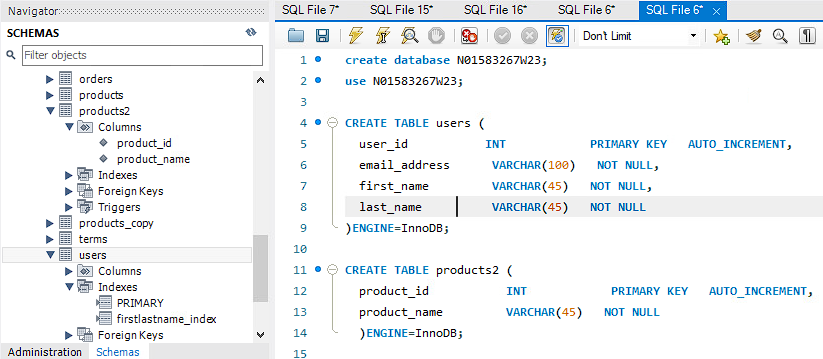 Navigator
SCHEMAS
Filter objects
orders
products
products2
Columns
product_id
product_name
Indexes
Foreign Keys
Triggers
products_copy
terms
users
Columns
Indexes
PRIMARY
firstlastname_index
Foreign Keys
Administration Schemas
SQL File 7* SQL File 15* SQL File 16* SQL File 6* SQL File 6*
Don't Limit
1 create database N01583267W23;
2 use N01583267W23;
3
4 CREATE TABLE users (
5 user_id INT PRIMARY KEY AUTO_INCREMENT,
6 email_address VARCHAR(100) NOT NULL,
7 first_name VARCHAR(45) NOT NULL,
8 last_name VARCHAR(45) NOT NULL
9 )ENGINE=InnoDB;
10
11 CREATE TABLE products2 (
12 product_id INT PRIMARY KEY AUTO_INCREMENT,
13 product_name VARCHAR(45) NOT NULL
14 )ENGINE=InnoDB;
15